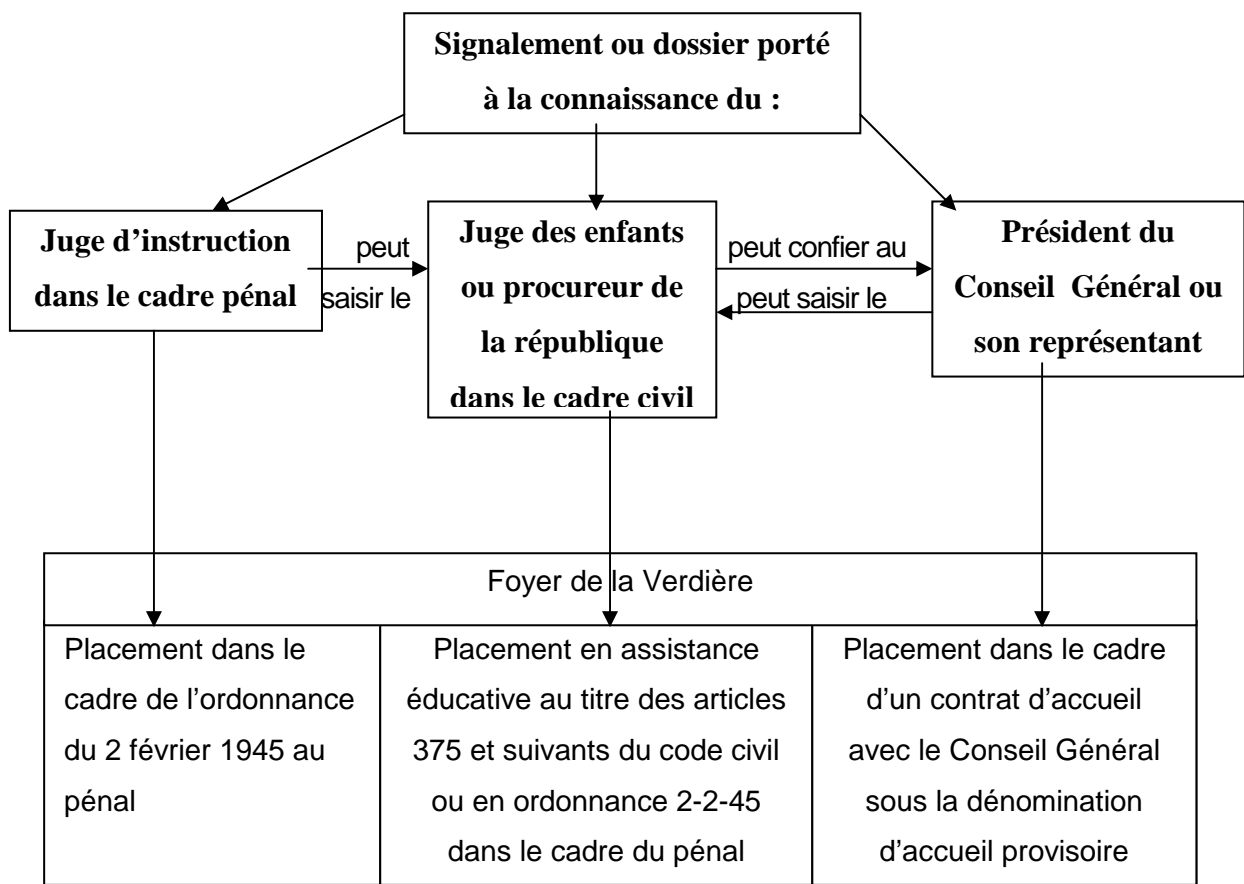 Signalement ou dossier porté
à la connaissance du :
Juge d'instruction
dans le cadre pénal
peut
saisir le
Juge des enfants
ou procureur de
la république
dans le cadre civil
peut confier au
peut saisir le
Président du
Conseil Général ou
son représentant
Foyer de la Verdière
Placement dans le
cadre de l'ordonnance
du 2 février 1945 au
pénal
Placement en assistance
éducative au titre des articles
375 et suivants du code civil
ou en ordonnance 2-2-45
dans le cadre du pénal
Placement dans le cadre
d'un contrat d'accueil
avec le Conseil Général
sous la dénomination
d'accueil provisoire